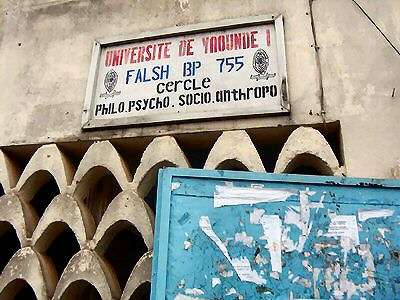 UNIVERSITE DE YAOUNDE I
FALSH BP 755
cercle
PHILO.PSYCHO.SOCIO.anthropo